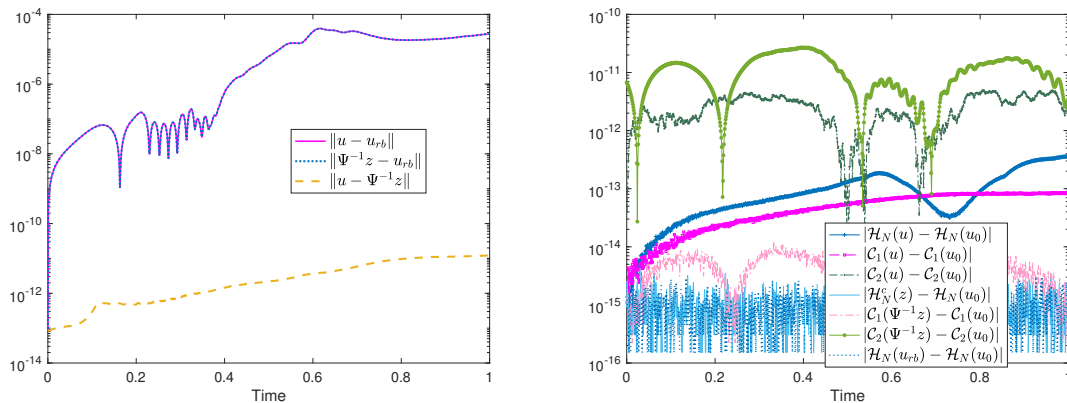 10^-4
10^-6
10^-8
10^-10
10^-12
10^-14
0
0.2
0.4
0.6
0.8
1
Time
‖u − u_rb‖
‖Ψ^−1 z − u_rb‖
‖u − Ψ^−1 z‖
10^-10
10^-11
10^-12
10^-13
10^-14
10^-15
10^-16
0
0.2
0.4
0.6
0.8
1
Time
|ℋ_N(u) − ℋ_N(u_0)|
|𝒞_1(u) − 𝒞_1(u_0)|
|𝒞_2(u) − 𝒞_2(u_0)|
|ℋ_N^c(z) − ℋ_N(u_0)|
|𝒞_1(Ψ^−1 z) − 𝒞_1(u_0)|
|𝒞_2(Ψ^−1 z) − 𝒞_2(u_0)|
|ℋ_N(u_rb) − ℋ_N(u_0)|